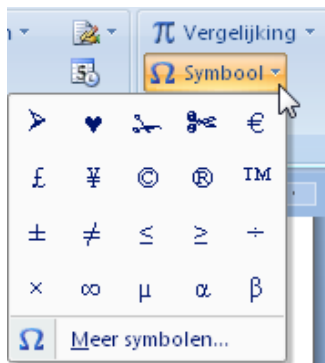 π Vergelijking
Ω Symbool
➢ ♥ ✁ ✂ €
£ ¥ © ® ™
± ≠ ≤ ≥ ÷
× ∞ µ α β
Ω Meer symbolen...